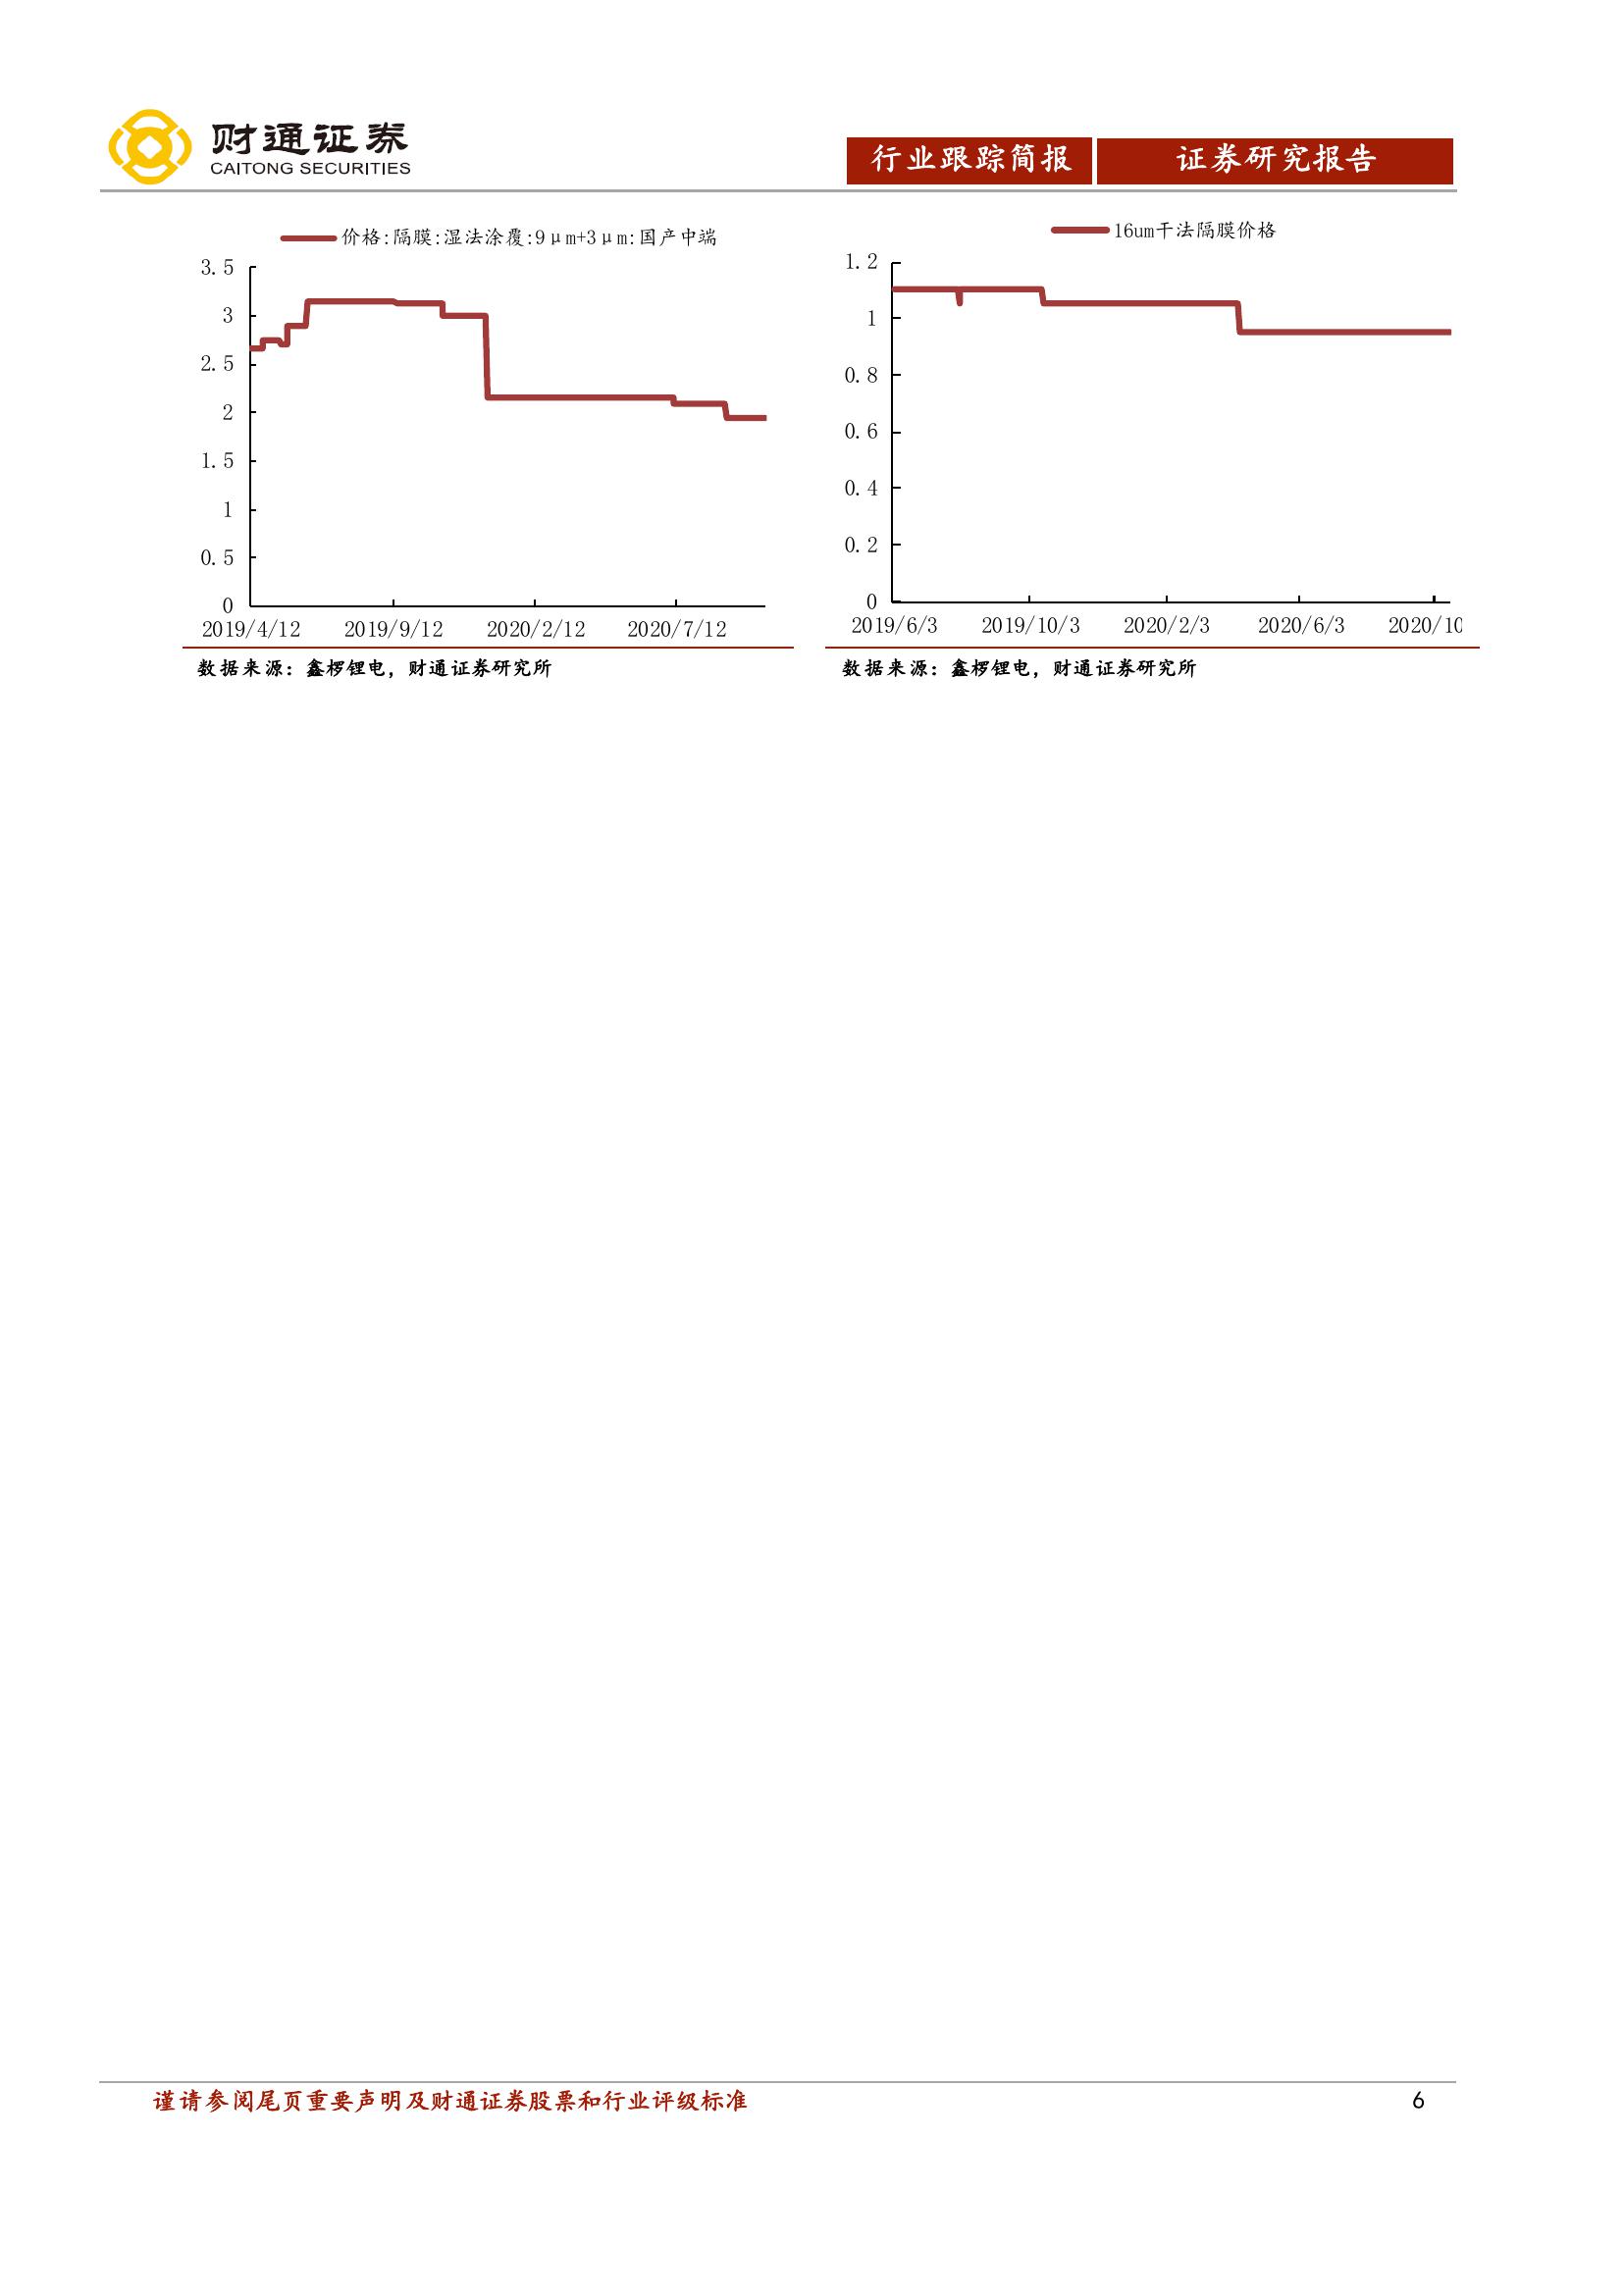 财通证券
CAITONG SECURITIES
行业跟踪简报 证券研究报告
价格:隔膜:湿法涂覆:9μm+3μm:国产中端
3.5
3
2.5
2
1.5
1
0.5
0
2019/4/12 2019/9/12 2020/2/12 2020/7/12
数据来源：鑫椤锂电，财通证券研究所
16um干法隔膜价格
1.2
1
0.8
0.6
0.4
0.2
0
2019/6/3 2019/10/3 2020/2/3 2020/6/3 2020/10
数据来源：鑫椤锂电，财通证券研究所
谨请参阅尾页重要声明及财通证券股票和行业评级标准 6